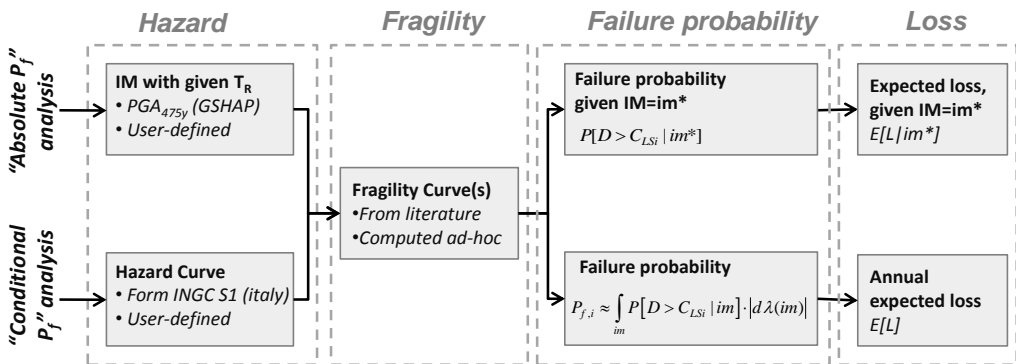 Hazard
Fragility
Failure probability
Loss
“Absolute Pf”
analysis
IM with given TR
•PGA475y (GSHAP)
•User-defined
Failure probability
given IM=im*
P[D > CLSi | im*]
Expected loss,
given IM=im*
E[L|im*]
Fragility Curve(s)
•From literature
•Computed ad-hoc
“Conditional
Pf” analysis
Hazard Curve
•Form INGC S1 (italy)
•User-defined
Failure probability
Pf,i ≈ ∫im P[D > CLSi | im]·|dλ(im)|
Annual
expected loss
E[L]